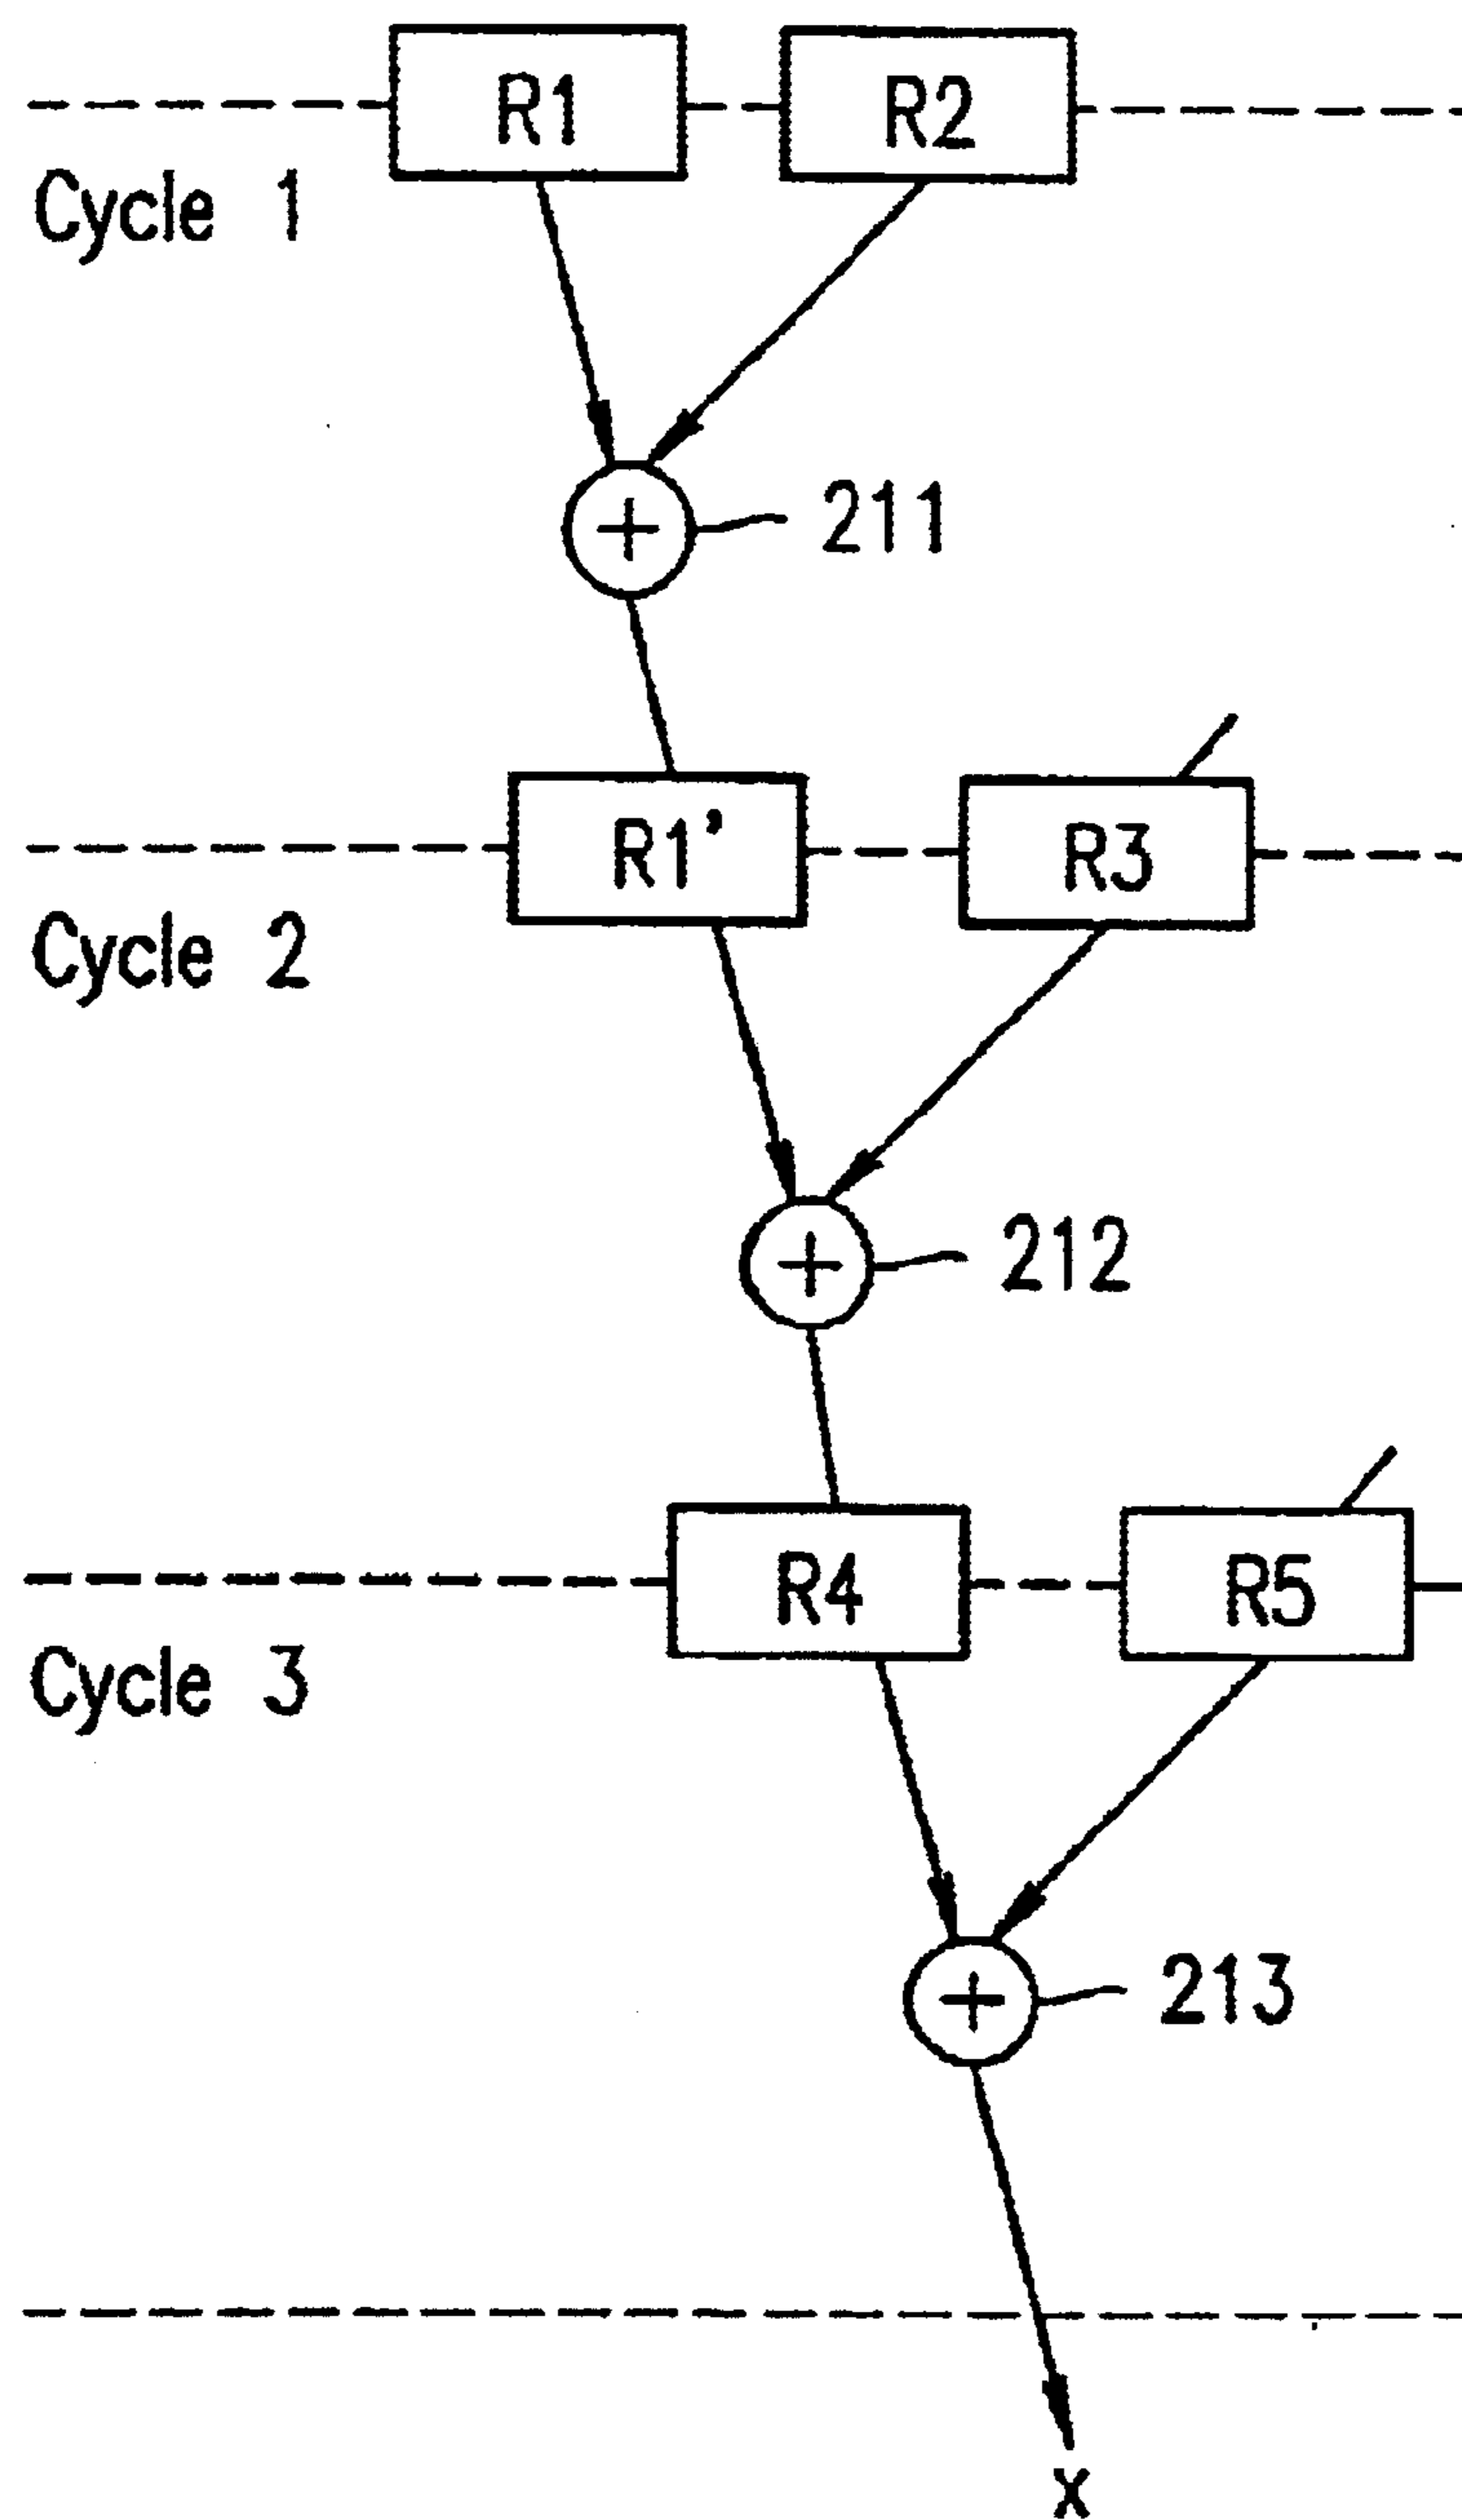 R1 R2
Cycle 1
+ 211
R1' R3
Cycle 2
+ 212
R4 R5
Cycle 3
+ 213
X